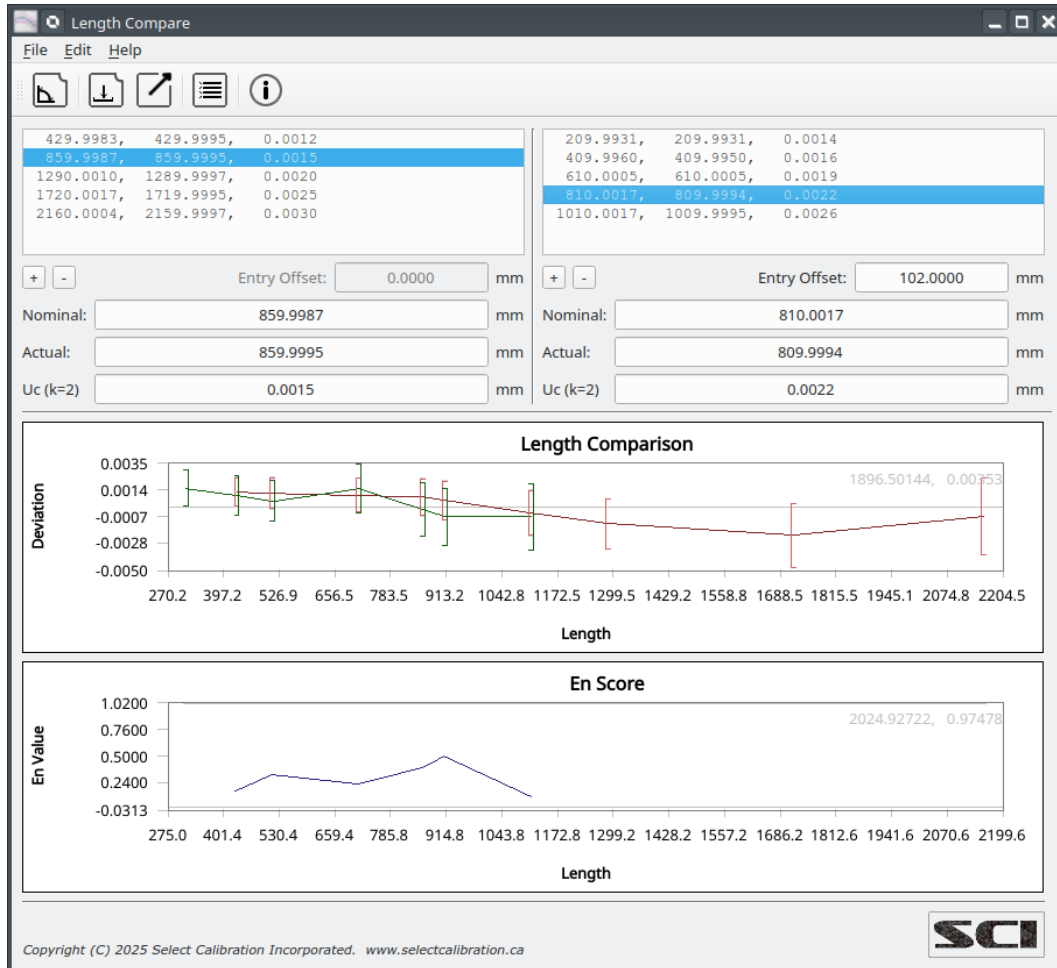 Length Compare
File Edit Help
429.9983, 429.9995, 0.0012
859.9987, 859.9995, 0.0015
1290.0010, 1289.9997, 0.0020
1720.0017, 1719.9995, 0.0025
2160.0004, 2159.9997, 0.0030
209.9931, 209.9931, 0.0014
409.9960, 409.9950, 0.0016
610.0005, 610.0005, 0.0019
810.0017, 809.9994, 0.0022
1010.0017, 1009.9995, 0.0026
+ - Entry Offset: 0.0000 mm
Nominal: 859.9987 mm
Actual: 859.9995 mm
Uc (k=2) 0.0015 mm
+ - Entry Offset: 102.0000 mm
Nominal: 810.0017 mm
Actual: 809.9994 mm
Uc (k=2) 0.0022 mm
Length Comparison
1896.50144, 0.00353
Deviation
0.0035
0.0014
-0.0007
-0.0028
-0.0050
270.2 397.2 526.9 656.5 783.5 913.2 1042.8 1172.5 1299.5 1429.2 1558.8 1688.5 1815.5 1945.1 2074.8 2204.5
Length
En Score
2024.92722, 0.97478
En Value
1.0200
0.7600
0.5000
0.2400
-0.0313
275.0 401.4 530.4 659.4 785.8 914.8 1043.8 1172.8 1299.2 1428.2 1557.2 1686.2 1812.6 1941.6 2070.6 2199.6
Length
Copyright (C) 2025 Select Calibration Incorporated. www.selectcalibration.ca
SCI